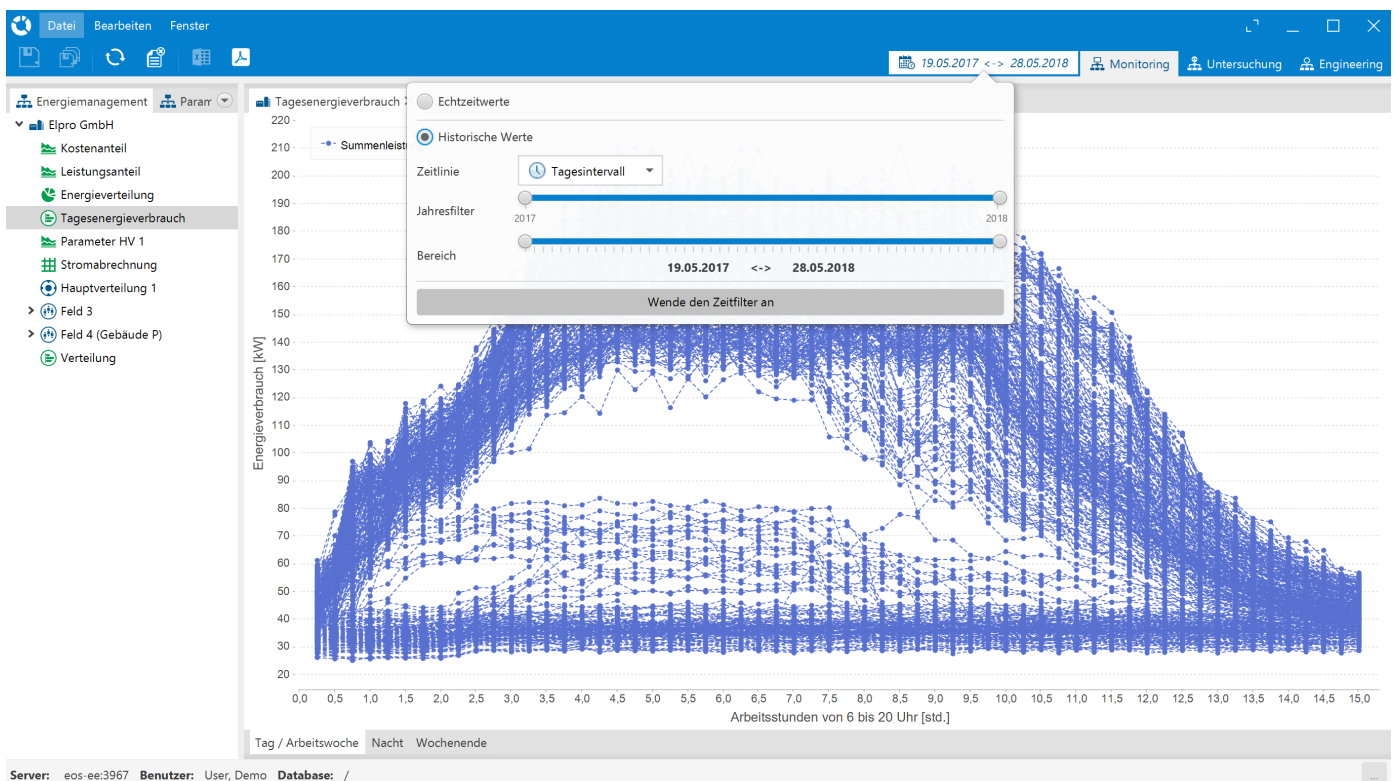 Datei Bearbeiten Fenster
19.05.2017 <-> 28.05.2018 Monitoring Untersuchung Engineering
Energiemanagement Param
Tagesenergieverbrauch
Elpro GmbH
Kostenanteil
Leistungsanteil
Energieverteilung
Tagesenergieverbrauch
Parameter HV 1
Stromabrechnung
Hauptverteilung 1
Feld 3
Feld 4 (Gebäude P)
Verteilung
Echtzeitwerte
Historische Werte
Zeitlinie Tagesintervall
Jahresfilter
2017 2018
Bereich
19.05.2017 <-> 28.05.2018
Wende den Zeitfilter an
Summenleist
Energieverbrauch [kW]
220
210
200
190
180
170
160
150
140
130
120
110
100
90
80
70
60
50
40
30
20
0,0 0,5 1,0 1,5 2,0 2,5 3,0 3,5 4,0 4,5 5,0 5,5 6,0 6,5 7,0 7,5 8,0 8,5 9,0 9,5 10,0 10,5 11,0 11,5 12,0 12,5 13,0 13,5 14,0 14,5 15,0
Arbeitsstunden von 6 bis 20 Uhr [std.]
Tag / Arbeitswoche Nacht Wochenende
Server: eos-ee:3967 Benutzer: User, Demo Database: /
...